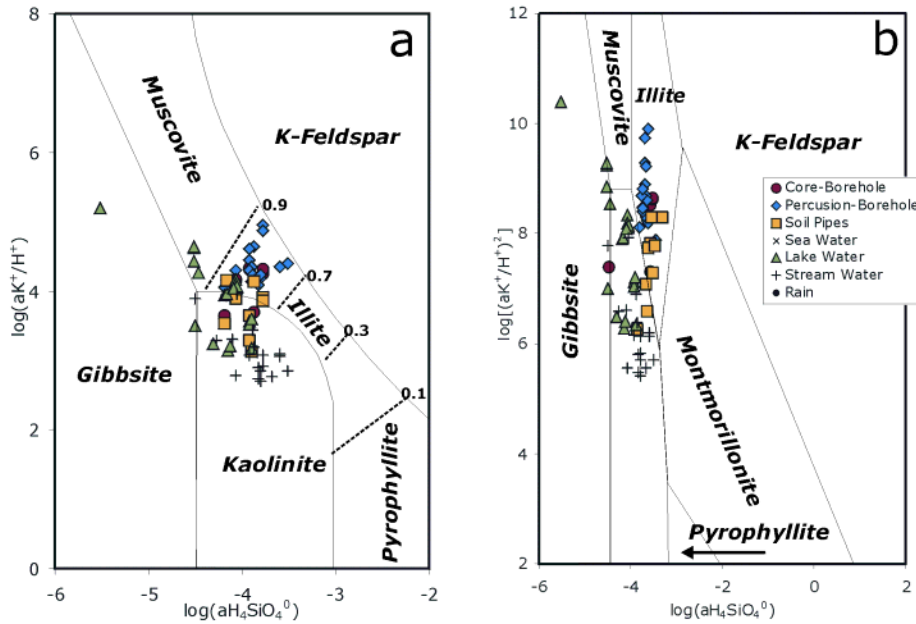 a
8
6
4
2
0
-6
-5
-4
-3
-2
log(aK⁺/H⁺)
log(aH₄SiO₄⁰)
Muscovite
K-Feldspar
0.9
0.7
Illite
0.3
0.1
Gibbsite
Kaolinite
Pyrophyllite
b
12
10
8
6
4
2
-6
-4
-2
0
2
log[(aK⁺/H⁺)²]
log(aH₄SiO₄⁰)
Muscovite
Illite
K-Feldspar
Gibbsite
Montmorillonite
Pyrophyllite
Core-Borehole
Percusion-Borehole
Soil Pipes
Sea Water
Lake Water
Stream Water
Rain